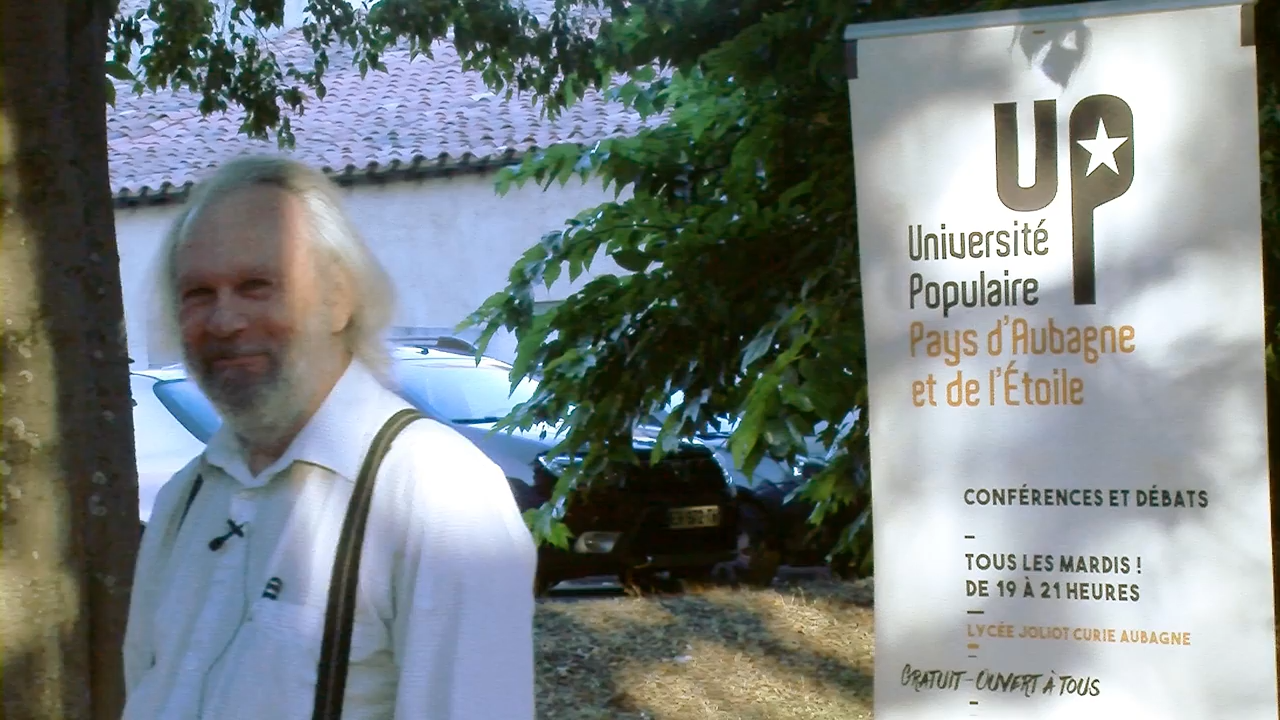 UP
Université
Populaire
Pays d'Aubagne
et de l'Étoile
CONFÉRENCES ET DÉBATS
TOUS LES MARDIS !
DE 19 À 21 HEURES
LYCÉE JOLIOT CURIE AUBAGNE
GRATUIT - OUVERT À TOUS